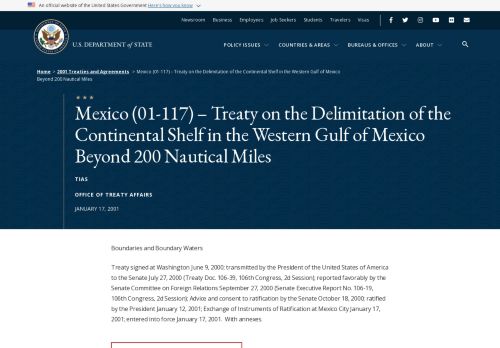 An official website of the United States Government Here's how you know
Newsroom Business Employers Job Seekers Students Travelers Visas
U.S. DEPARTMENT of STATE
POLICY ISSUES COUNTRIES & AREAS BUREAUS & OFFICES ABOUT
Home > 2001 Treaties and Agreements > Mexico (01-117) – Treaty on the Delimitation of the Continental Shelf in the Western Gulf of Mexico
Beyond 200 Nautical Miles
Mexico (01-117) – Treaty on the Delimitation of the
Continental Shelf in the Western Gulf of Mexico
Beyond 200 Nautical Miles
TIAS
OFFICE OF TREATY AFFAIRS
JANUARY 17, 2001
Boundaries and Boundary Waters
Treaty signed at Washington June 9, 2000; transmitted by the President of the United States of America
to the Senate July 27, 2000 (Treaty Doc. 106-39, 106th Congress, 2d Session); reported favorably by the
Senate Committee on Foreign Relations September 27, 2000 (Senate Executive Report No. 106-19,
106th Congress, 2d Session); Advice and consent to ratification by the Senate October 18, 2000; ratified
by the President January 12, 2001; Exchange of Instruments of Ratification at Mexico City January 17,
2001; entered into force January 17, 2001. With annexes